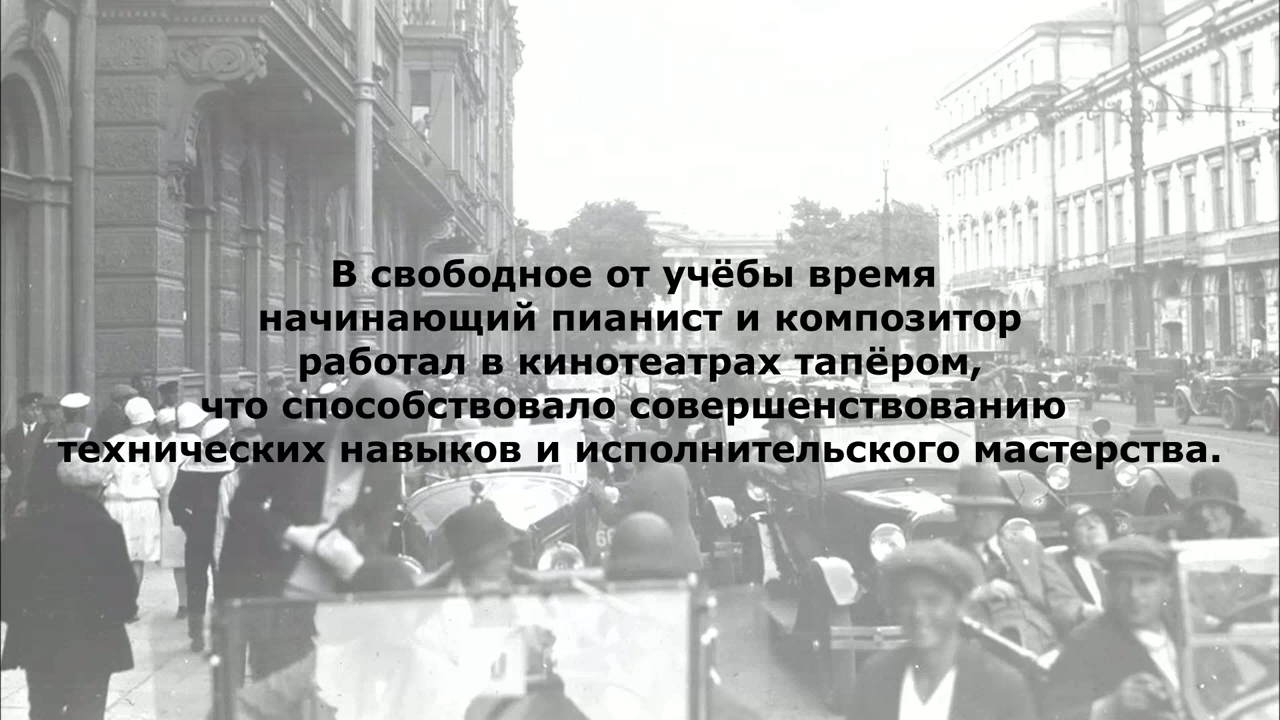 В свободное от учёбы время
начинающий пианист и композитор
работал в кинотеатрах тапёром,
что способствовало совершенствованию
технических навыков и исполнительского мастерства.